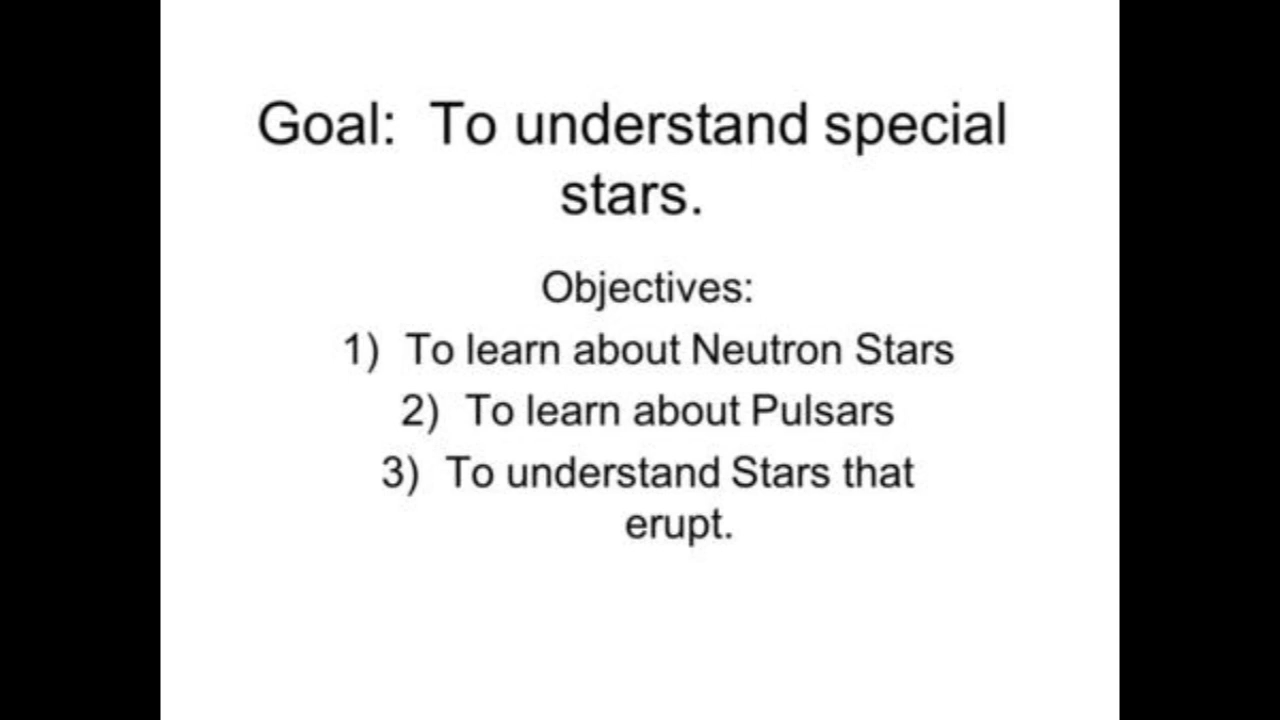 Goal:  To understand special
stars.
Objectives:
1)  To learn about Neutron Stars
2)  To learn about Pulsars
3)  To understand Stars that
erupt.